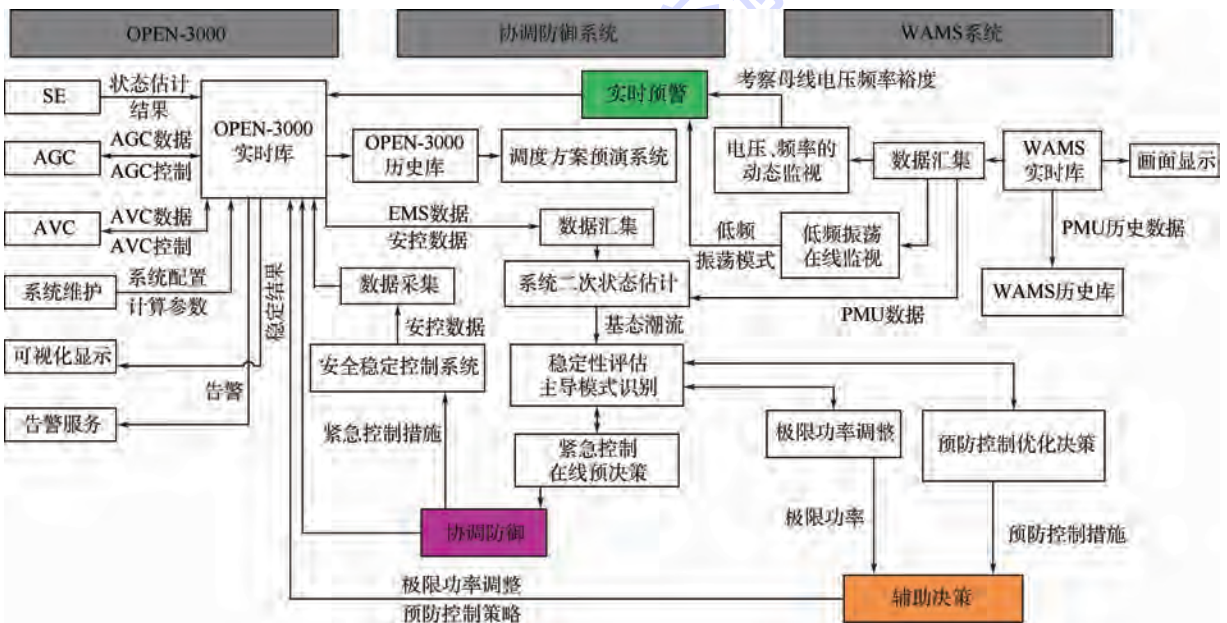 OPEN-3000
协调防御系统
WAMS系统
SE
状态估计
结果
AGC
AGC数据
AGC控制
AVC
AVC数据
AVC控制
系统维护
系统配置
计算参数
可视化显示
告警服务
告警
稳定结果
OPEN-3000
实时库
OPEN-3000
历史库
调度方案预演系统
实时预警
考察母线电压频率裕度
电压、频率的
动态监视
数据汇集
WAMS
实时库
画面显示
EMS数据
安控数据
数据汇集
低频
振荡模式
低频振荡
在线监视
PMU历史数据
WAMS历史库
数据采集
系统二次状态估计
PMU数据
安控数据
基态潮流
安全稳定控制系统
稳定性评估
主导模式识别
紧急控制措施
紧急控制
在线预决策
极限功率调整
预防控制优化决策
协调防御
极限功率
预防控制措施
极限功率调整
预防控制策略
辅助决策